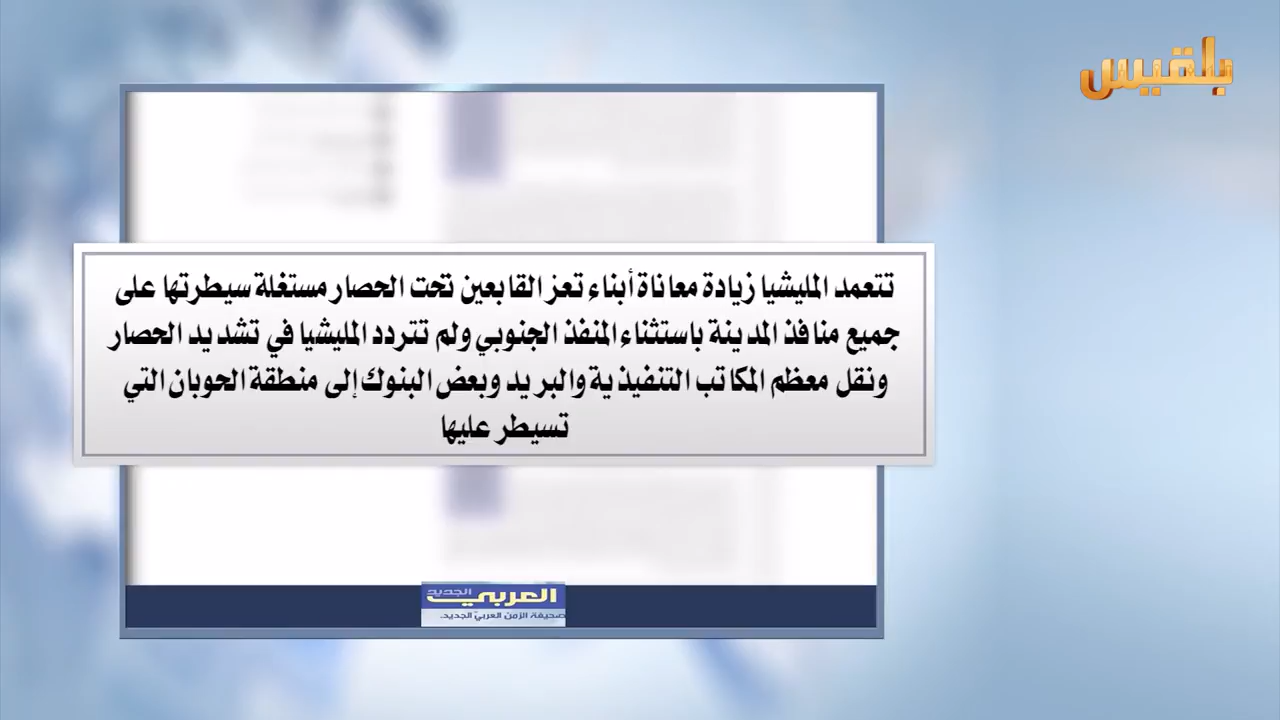 بلقيس
تتعمد المليشيا زيادة معاناة أبناء تعز القابعين تحت الحصار مستغلة سيطرتها على
جميع منافذ المدينة باستثناء المنفذ الجنوبي ولم تتردد المليشيا في تشديد الحصار
ونقل معظم المكاتب التنفيذية والبريد وبعض البنوك إلى منطقة الحوبان التي
تسيطر عليها
العربي الجديد
صحيفة الزمن العربيّ الجديد.